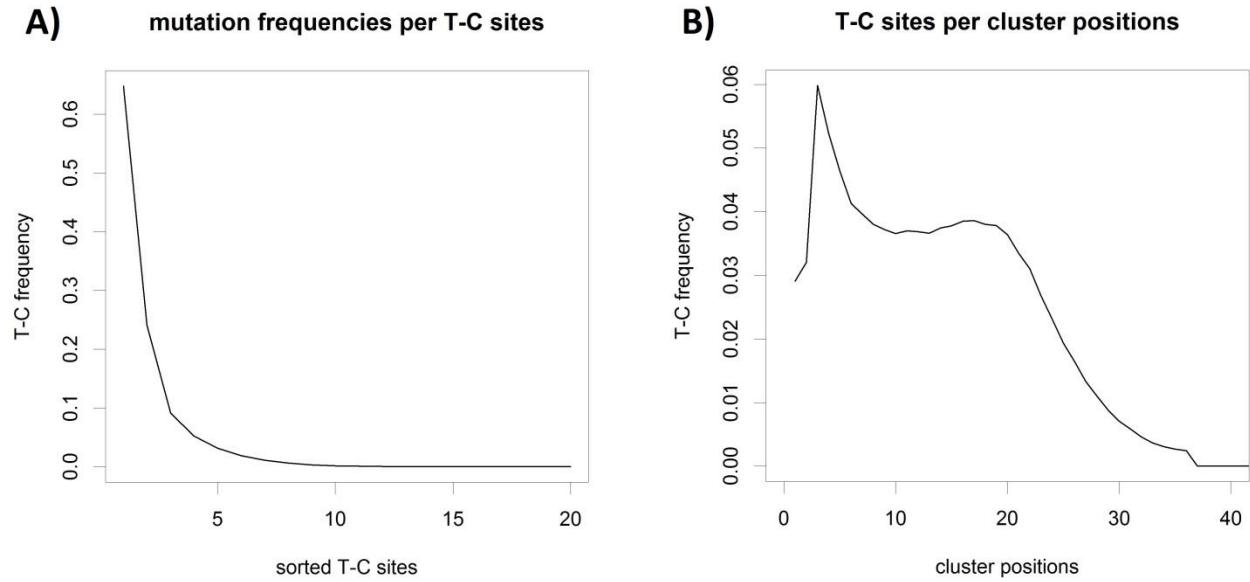 A)
mutation frequencies per T-C sites
T-C frequency
0.6
0.5
0.4
0.3
0.2
0.1
0.0
5
10
15
20
sorted T-C sites
B)
T-C sites per cluster positions
T-C frequency
0.06
0.05
0.04
0.03
0.02
0.01
0.00
0
10
20
30
40
cluster positions